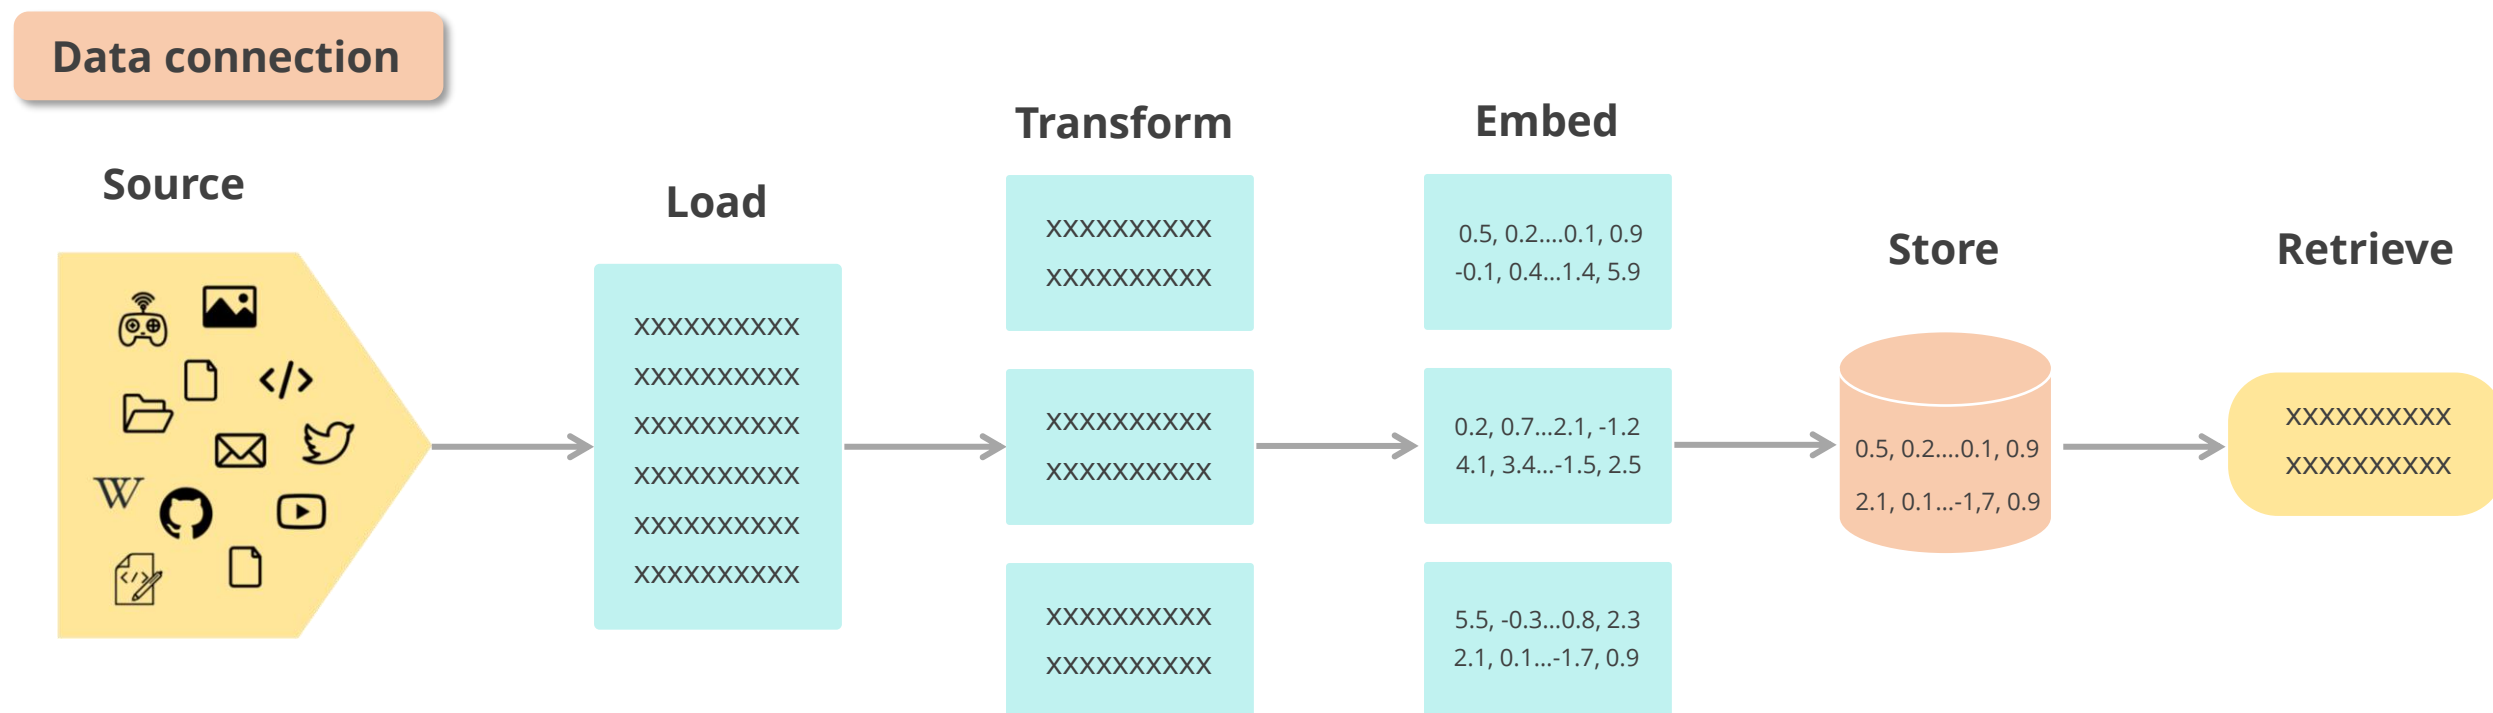 Data connection
Source
Load
xxxxxxxxxx
xxxxxxxxxx
xxxxxxxxxx
xxxxxxxxxx
xxxxxxxxxx
xxxxxxxxxx
Transform
xxxxxxxxxx
xxxxxxxxxx
xxxxxxxxxx
xxxxxxxxxx
xxxxxxxxxx
xxxxxxxxxx
Embed
0.5, 0.2....0.1, 0.9
-0.1, 0.4...1.4, 5.9
0.2, 0.7...2.1, -1.2
4.1, 3.4...-1.5, 2.5
5.5, -0.3...0.8, 2.3
2.1, 0.1...-1.7, 0.9
Store
0.5, 0.2....0.1, 0.9
2.1, 0.1...-1,7, 0.9
Retrieve
xxxxxxxxxx
xxxxxxxxxx
W